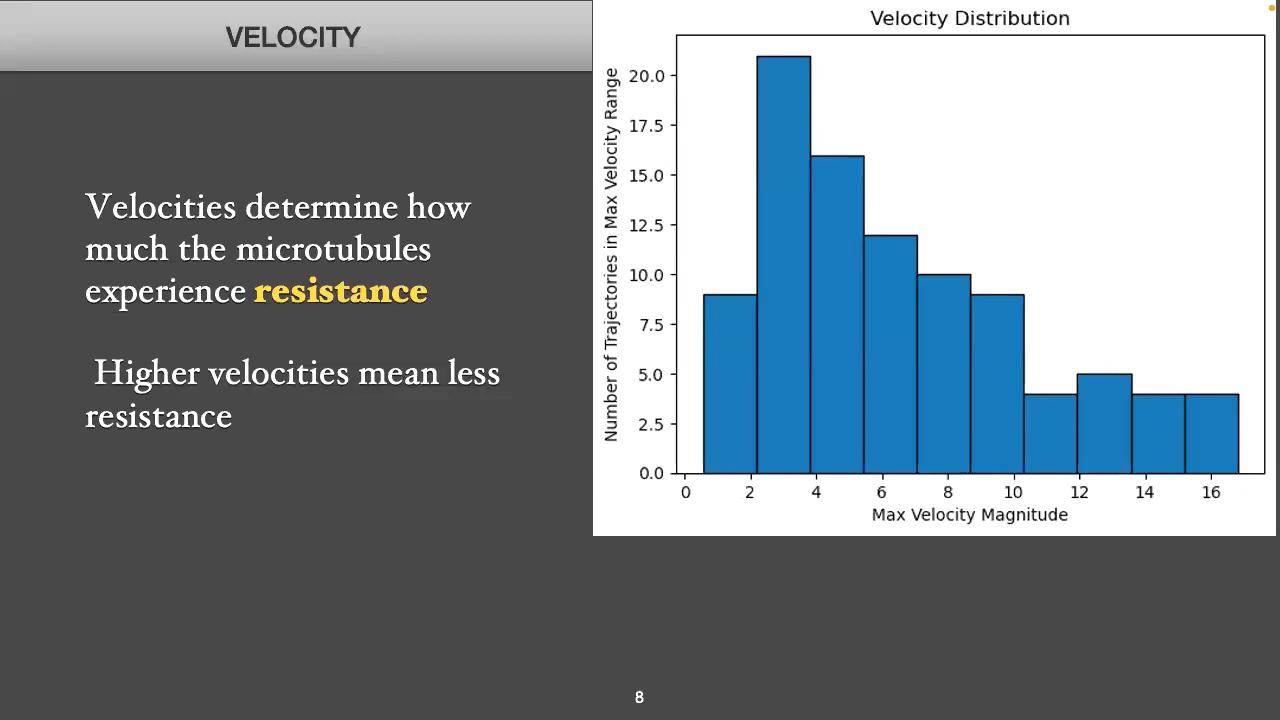 VELOCITY
Velocities determine how
much the microtubules
experience resistance
Higher velocities mean less
resistance
Velocity Distribution
Number of Trajectories in Max Velocity Range
20.0
17.5
15.0
12.5
10.0
7.5
5.0
2.5
0.0
0 2 4 6 8 10 12 14 16
Max Velocity Magnitude
8